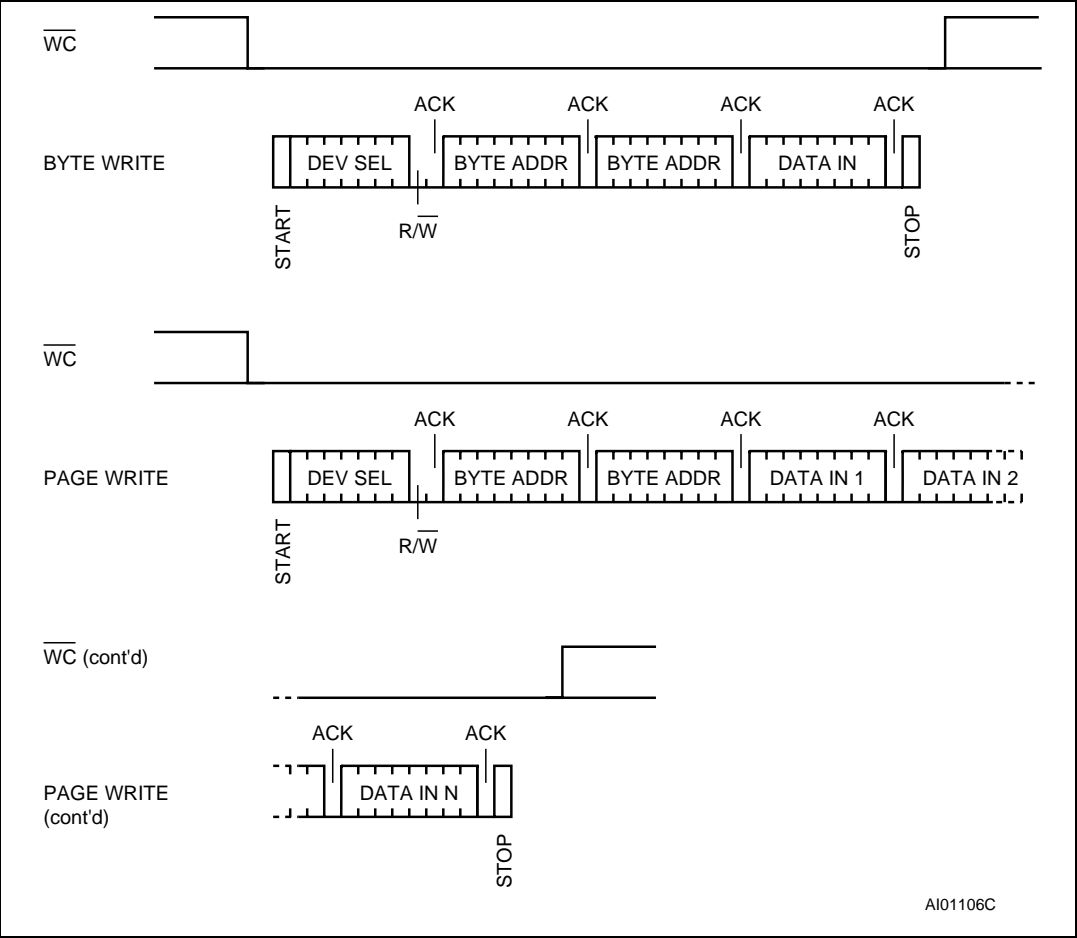 WC
ACK ACK ACK ACK
BYTE WRITE DEV SEL BYTE ADDR BYTE ADDR DATA IN
START R/W STOP
WC
ACK ACK ACK ACK
PAGE WRITE DEV SEL BYTE ADDR BYTE ADDR DATA IN 1 DATA IN 2
START R/W
WC (cont'd)
ACK ACK
PAGE WRITE DATA IN N
(cont'd)
STOP
AI01106C